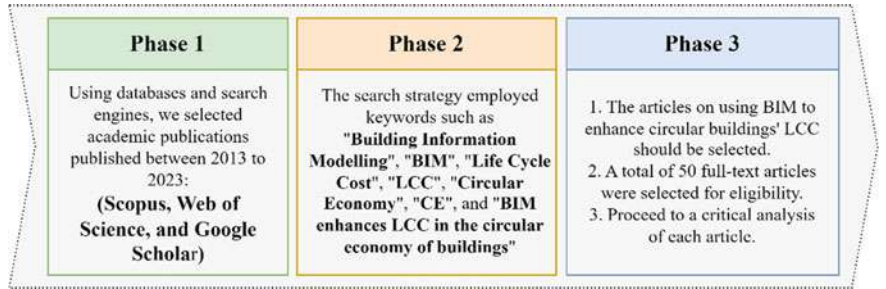 Phase 1
Using databases and search
engines, we selected
academic publications
published between 2013 to
2023:
(Scopus, Web of
Science, and Google
Scholar)
Phase 2
The search strategy employed
keywords such as
"Building Information
Modelling", "BIM", "Life Cycle
Cost", "LCC", "Circular
Economy", "CE", and "BIM
enhances LCC in the circular
economy of buildings"
Phase 3
1. The articles on using BIM to
enhance circular buildings' LCC
should be selected.
2. A total of 50 full-text articles
were selected for eligibility.
3. Proceed to a critical analysis
of each article.